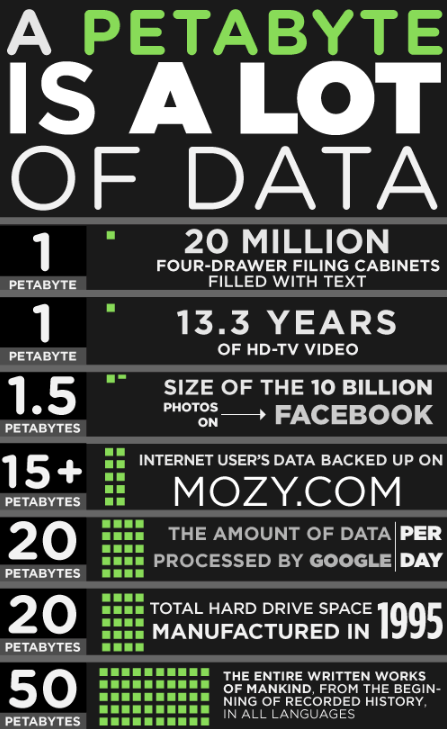 A PETABYTE
IS A LOT
OF DATA
1
PETABYTE
20 MILLION
FOUR-DRAWER FILING CABINETS
FILLED WITH TEXT
1
PETABYTE
13.3 YEARS
OF HD-TV VIDEO
1.5
PETABYTES
SIZE OF THE 10 BILLION
PHOTOS
ON
FACEBOOK
15+
PETABYTES
INTERNET USER'S DATA BACKED UP ON
MOZY.COM
20
PETABYTES
THE AMOUNT OF DATA PER
PROCESSED BY GOOGLE DAY
20
PETABYTES
TOTAL HARD DRIVE SPACE
MANUFACTURED IN 1995
50
PETABYTES
THE ENTIRE WRITTEN WORKS
OF MANKIND, FROM THE BEGIN-
NING OF RECORDED HISTORY,
IN ALL LANGUAGES